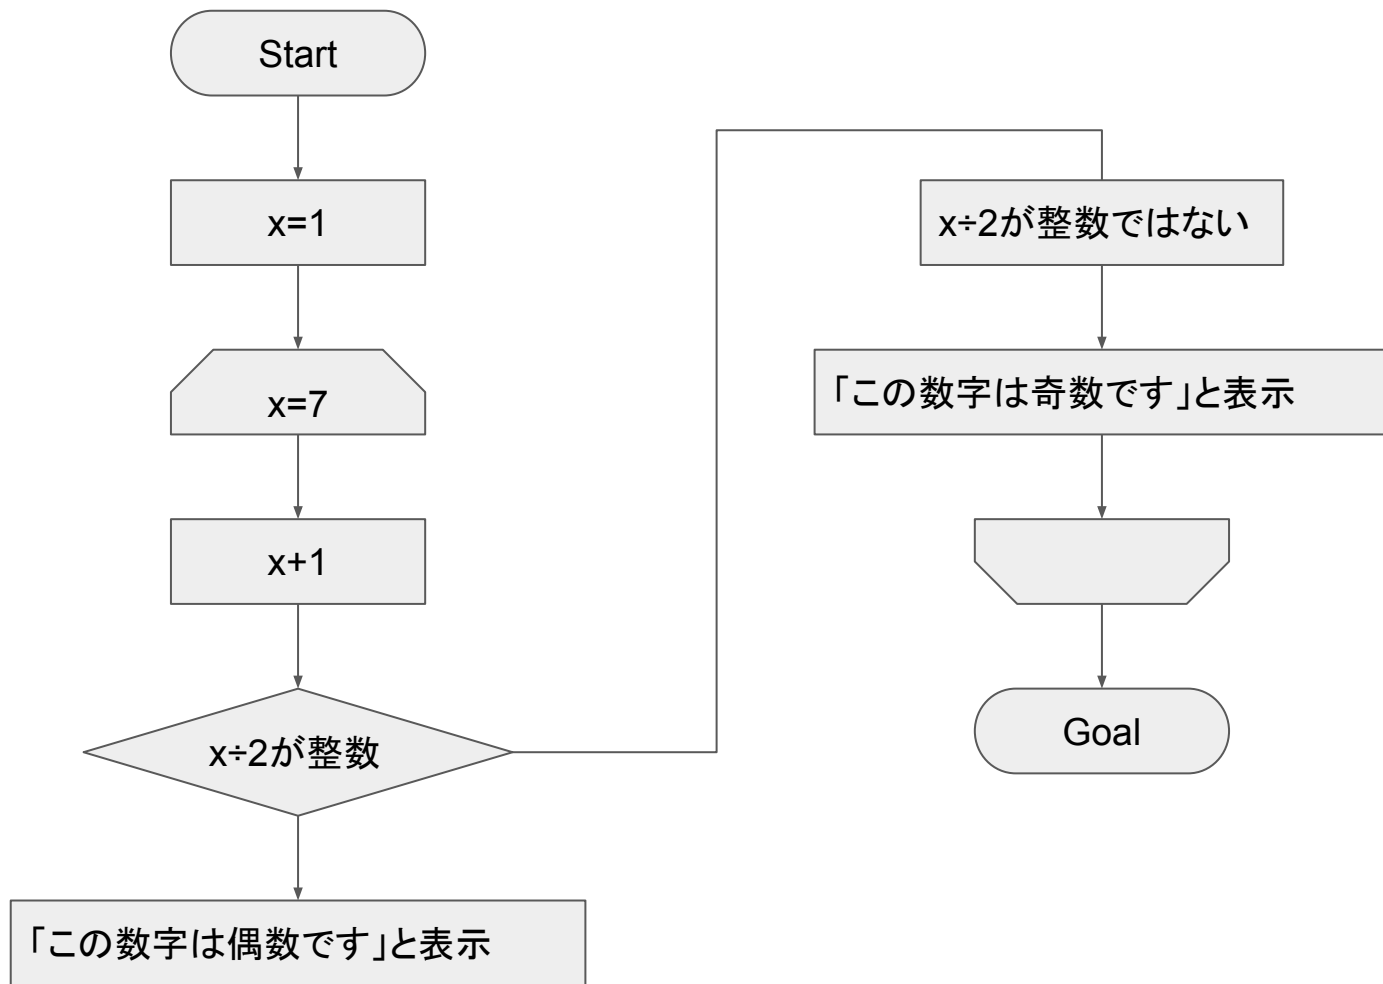 Start
x=1
x=7
x+1
x÷2が整数
「この数字は偶数です」と表示
x÷2が整数ではない
「この数字は奇数です」と表示
Goal